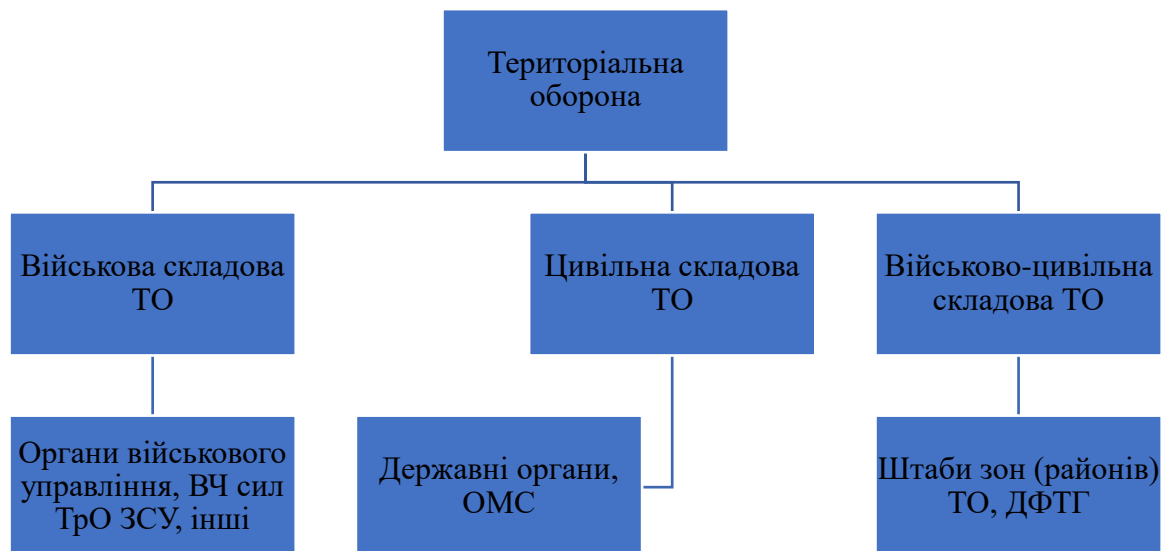 Територіальна
оборона
Військова складова
ТО
Цивільна складова
ТО
Військово-цивільна
складова ТО
Органи військового
управління, ВЧ сил
ТрО ЗСУ, інші
Державні органи,
ОМС
Штаби зон (районів)
ТО, ДФТГ